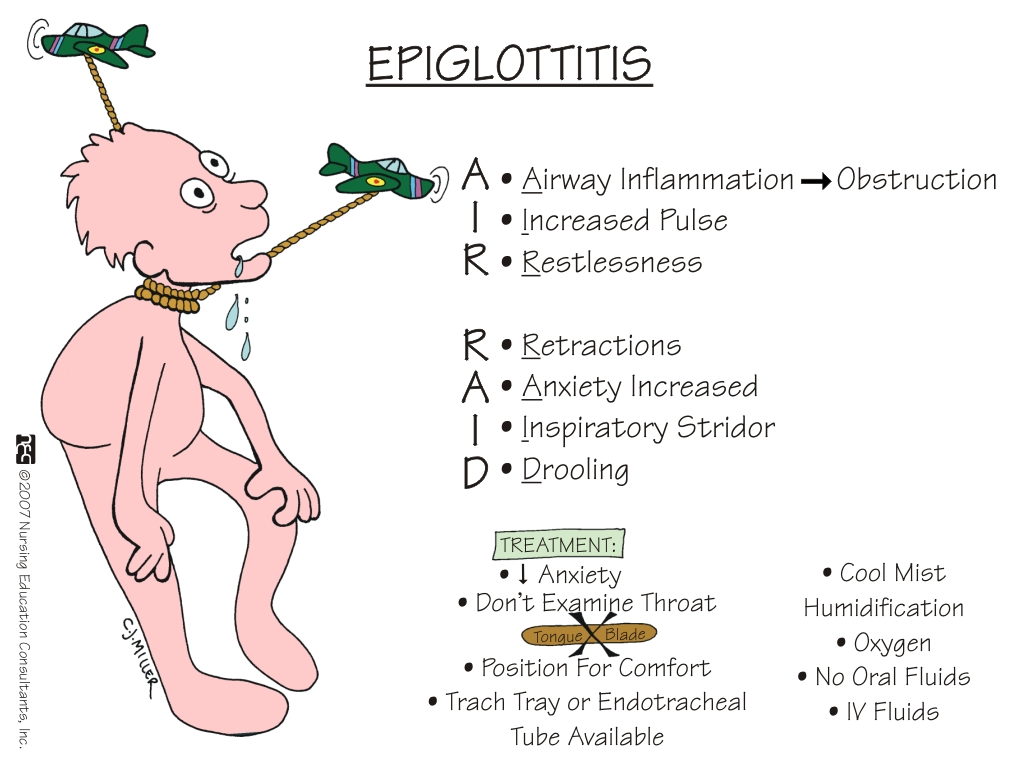 EPIGLOTTITIS
A • Airway Inflammation → Obstruction
I • Increased Pulse
R • Restlessness
R • Retractions
A • Anxiety Increased
I • Inspiratory Stridor
D • Drooling
TREATMENT:
• ↓ Anxiety
• Don't Examine Throat
Tongue Blade
• Position For Comfort
• Trach Tray or Endotracheal
Tube Available
• Cool Mist
Humidification
• Oxygen
• No Oral Fluids
• IV Fluids
C.J. MILLER
nec ©2007 Nursing Education Consultants, Inc.